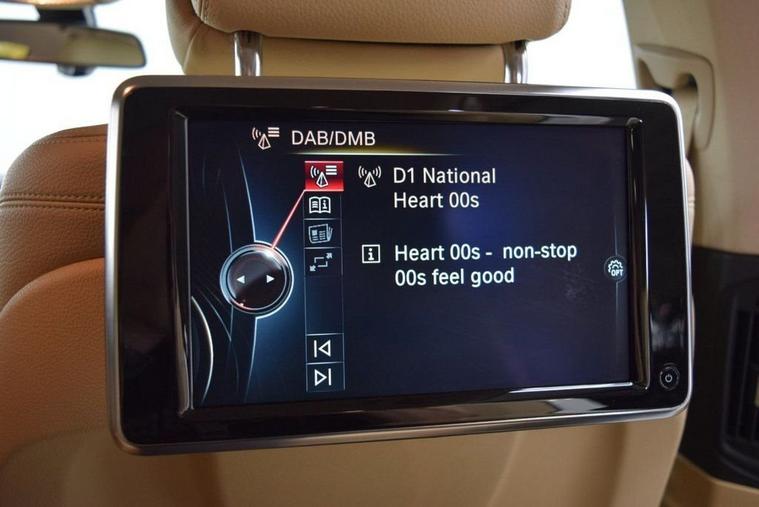 DAB/DMB
D1 National
Heart 00s
Heart 00s - non-stop
00s feel good
OPT